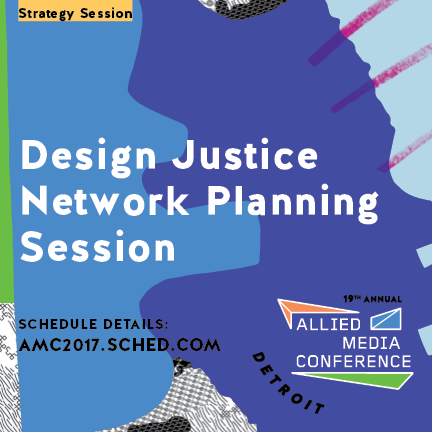 Strategy Session
Design Justice
Network Planning
Session
SCHEDULE DETAILS:
AMC2017.SCHED.COM
19TH ANNUAL
ALLIED
MEDIA
CONFERENCE
DETROIT